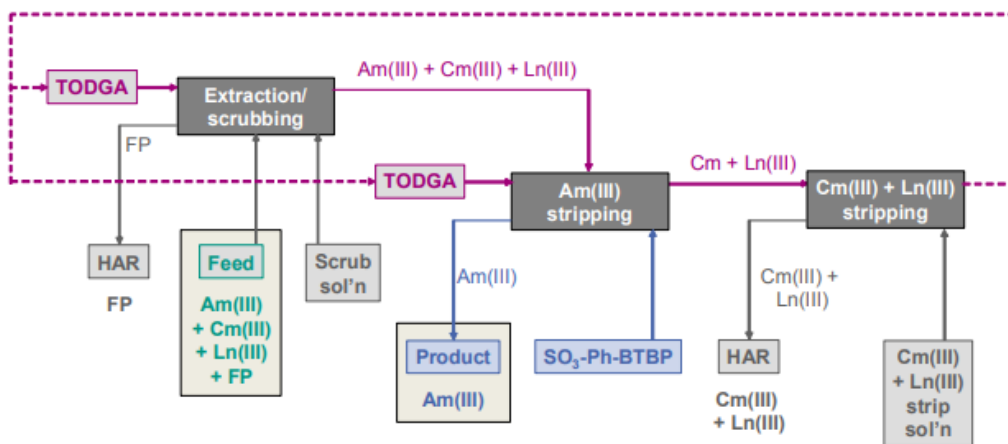 Am(III) + Cm(III) + Ln(III)
TODGA
Extraction/
scrubbing
FP
Cm + Ln(III)
TODGA
Am(III)
stripping
Cm(III) + Ln(III)
stripping
HAR
FP
Feed
Am(III)
+ Cm(III)
+ Ln(III)
+ FP
Scrub
sol'n
Am(III)
Product
Am(III)
SO₃-Ph-BTBP
Cm(III) +
Ln(III)
HAR
Cm(III)
+ Ln(III)
Cm(III)
+ Ln(III)
strip
sol'n